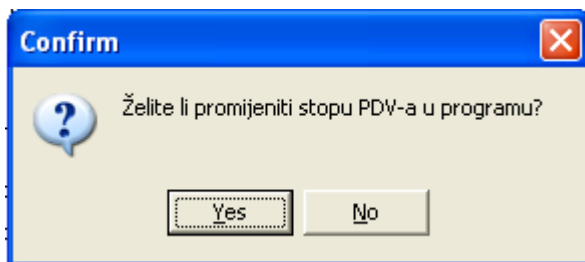 Confirm
Želite li promijeniti stopu PDV-a u programu?
Yes
No